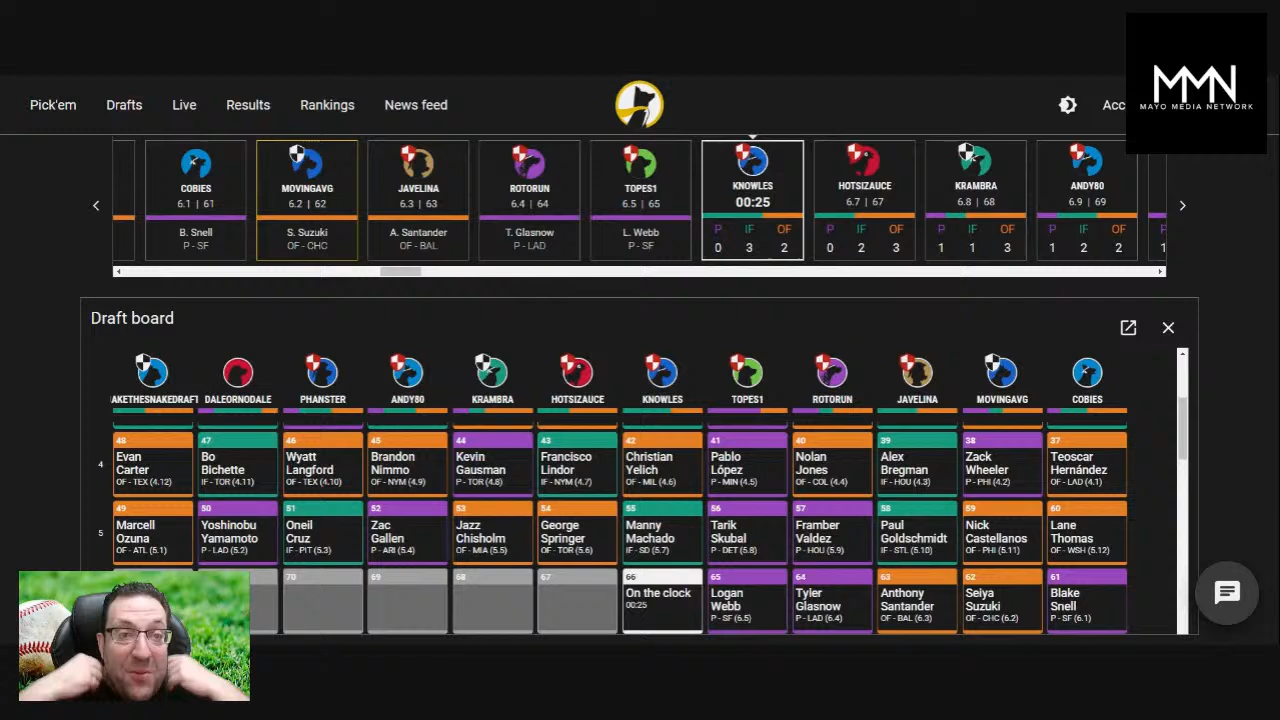 MMN
MAYO MEDIA NETWORK
Pick'em
Drafts
Live
Results
Rankings
News feed
Acc
COBIES
6.1 | 61
B. Snell
P - SF
MOVINGAVG
6.2 | 62
S. Suzuki
OF - CHC
JAVELINA
6.3 | 63
A. Santander
OF - BAL
ROTORUN
6.4 | 64
T. Glasnow
P - LAD
TOPES1
6.5 | 65
L. Webb
P - SF
KNOWLES
00:25
P IF OF
0 3 2
HOTSIZAUCE
6.7 | 67
P IF OF
0 2 3
KRAMBRA
6.8 | 68
P IF OF
1 1 3
ANDY80
6.9 | 69
P IF OF
1 2 2
P
1
Draft board
AKETHESNAKEDRAFT
DALEORNODALE
PHANSTER
ANDY80
KRAMBRA
HOTSIZAUCE
KNOWLES
TOPES1
ROTORUN
JAVELINA
MOVINGAVG
COBIES
4
48
Evan
Carter
OF - TEX (4.12)
47
Bo
Bichette
IF - TOR (4.11)
46
Wyatt
Langford
OF - TEX (4.10)
45
Brandon
Nimmo
OF - NYM (4.9)
44
Kevin
Gausman
P - TOR (4.8)
43
Francisco
Lindor
IF - NYM (4.7)
42
Christian
Yelich
OF - MIL (4.6)
41
Pablo
López
P - MIN (4.5)
40
Nolan
Jones
OF - COL (4.4)
39
Alex
Bregman
IF - HOU (4.3)
38
Zack
Wheeler
P - PHI (4.2)
37
Teoscar
Hernández
OF - LAD (4.1)
5
49
Marcell
Ozuna
OF - ATL (5.1)
50
Yoshinobu
Yamamoto
P - LAD (5.2)
51
Oneil
Cruz
IF - PIT (5.3)
52
Zac
Gallen
P - ARI (5.4)
53
Jazz
Chisholm
OF - MIA (5.5)
54
George
Springer
OF - TOR (5.6)
55
Manny
Machado
IF - SD (5.7)
56
Tarik
Skubal
P - DET (5.8)
57
Framber
Valdez
P - HOU (5.9)
58
Paul
Goldschmidt
IF - STL (5.10)
59
Nick
Castellanos
OF - PHI (5.11)
60
Lane
Thomas
OF - WSH (5.12)
70
69
68
67
66
On the clock
00:25
65
Logan
Webb
P - SF (6.5)
64
Tyler
Glasnow
P - LAD (6.4)
63
Anthony
Santander
OF - BAL (6.3)
62
Seiya
Suzuki
OF - CHC (6.2)
61
Blake
Snell
P - SF (6.1)